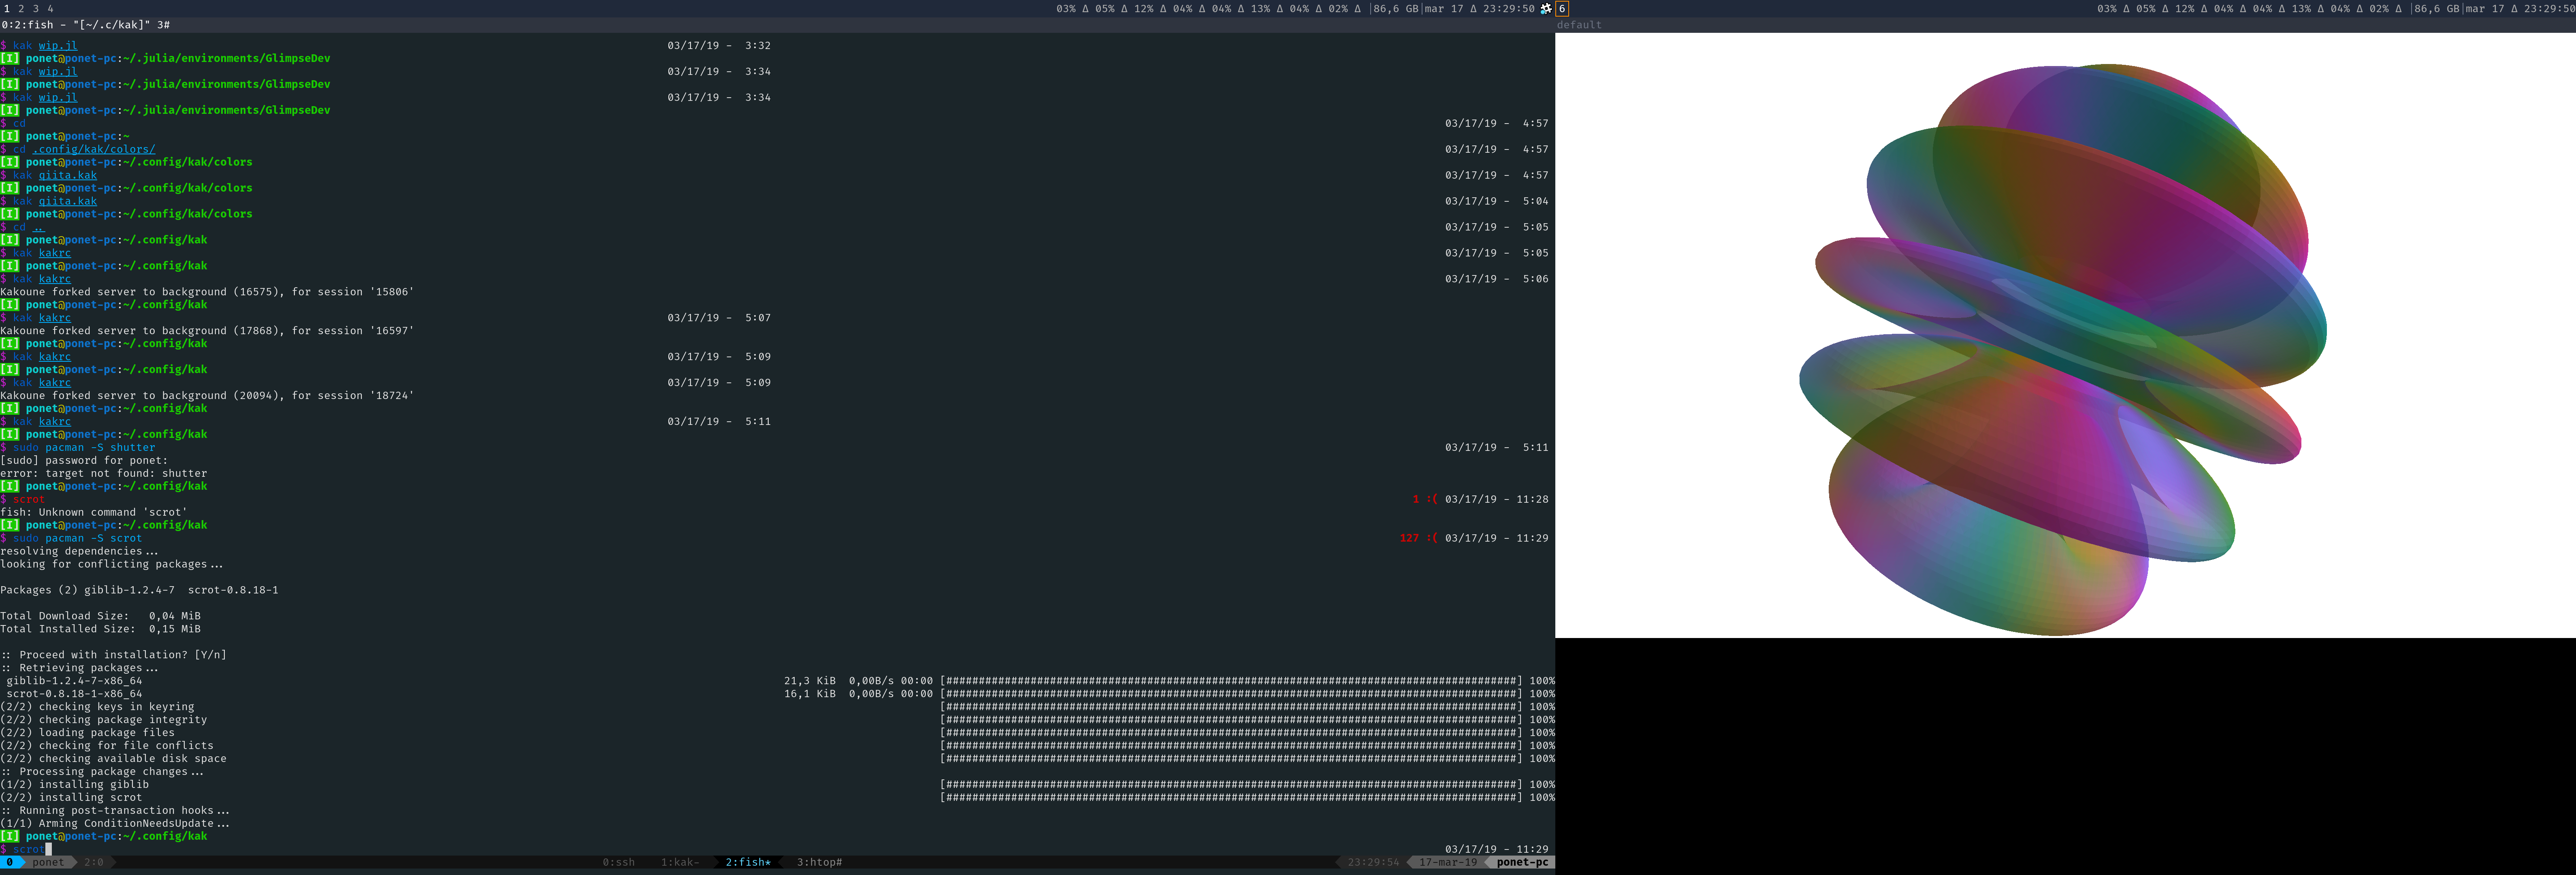 1 2 3 4
03% Δ 05% Δ 12% Δ 04% Δ 04% Δ 13% Δ 04% Δ 02% Δ |86,6 GB|mar 17 Δ 23:29:50
6
03% Δ 05% Δ 12% Δ 04% Δ 04% Δ 13% Δ 04% Δ 02% Δ |86,6 GB|mar 17 Δ 23:29:50
0:2:fish - "[~/.c/kak]" 3#
default
$ kak wip.jl 03/17/19 - 3:32
[I] ponet@ponet-pc:~/.julia/environments/GlimpseDev
$ kak wip.jl 03/17/19 - 3:34
[I] ponet@ponet-pc:~/.julia/environments/GlimpseDev
$ kak wip.jl 03/17/19 - 3:34
[I] ponet@ponet-pc:~/.julia/environments/GlimpseDev
$ cd 03/17/19 - 4:57
[I] ponet@ponet-pc:~
$ cd .config/kak/colors/ 03/17/19 - 4:57
[I] ponet@ponet-pc:~/.config/kak/colors
$ kak qiita.kak 03/17/19 - 4:57
[I] ponet@ponet-pc:~/.config/kak/colors
$ kak qiita.kak 03/17/19 - 5:04
[I] ponet@ponet-pc:~/.config/kak/colors
$ cd .. 03/17/19 - 5:05
[I] ponet@ponet-pc:~/.config/kak
$ kak kakrc 03/17/19 - 5:05
[I] ponet@ponet-pc:~/.config/kak
$ kak kakrc 03/17/19 - 5:06
Kakoune forked server to background (16575), for session '15806'
[I] ponet@ponet-pc:~/.config/kak
$ kak kakrc 03/17/19 - 5:07
Kakoune forked server to background (17868), for session '16597'
[I] ponet@ponet-pc:~/.config/kak
$ kak kakrc 03/17/19 - 5:09
[I] ponet@ponet-pc:~/.config/kak
$ kak kakrc 03/17/19 - 5:09
Kakoune forked server to background (20094), for session '18724'
[I] ponet@ponet-pc:~/.config/kak
$ kak kakrc 03/17/19 - 5:11
[I] ponet@ponet-pc:~/.config/kak
$ sudo pacman -S shutter 03/17/19 - 5:11
[sudo] password for ponet:
error: target not found: shutter
[I] ponet@ponet-pc:~/.config/kak
$ scrot 1 :( 03/17/19 - 11:28
fish: Unknown command 'scrot'
[I] ponet@ponet-pc:~/.config/kak
$ sudo pacman -S scrot 127 :( 03/17/19 - 11:29
resolving dependencies...
looking for conflicting packages...
Packages (2) giblib-1.2.4-7 scrot-0.8.18-1
Total Download Size: 0,04 MiB
Total Installed Size: 0,15 MiB
:: Proceed with installation? [Y/n]
:: Retrieving packages...
giblib-1.2.4-7-x86_64 21,3 KiB 0,00B/s 00:00 [#########################################################################################] 100%
scrot-0.8.18-1-x86_64 16,1 KiB 0,00B/s 00:00 [#########################################################################################] 100%
(2/2) checking keys in keyring [#########################################################################################] 100%
(2/2) checking package integrity [#########################################################################################] 100%
(2/2) loading package files [#########################################################################################] 100%
(2/2) checking for file conflicts [#########################################################################################] 100%
(2/2) checking available disk space [#########################################################################################] 100%
:: Processing package changes...
(1/2) installing giblib [#########################################################################################] 100%
(2/2) installing scrot [#########################################################################################] 100%
:: Running post-transaction hooks...
(1/1) Arming ConditionNeedsUpdate...
[I] ponet@ponet-pc:~/.config/kak
$ scrot 03/17/19 - 11:29
0 ponet 2:0 0:ssh 1:kak- 2:fish* 3:htop# 23:29:54 17-mar-19 ponet-pc